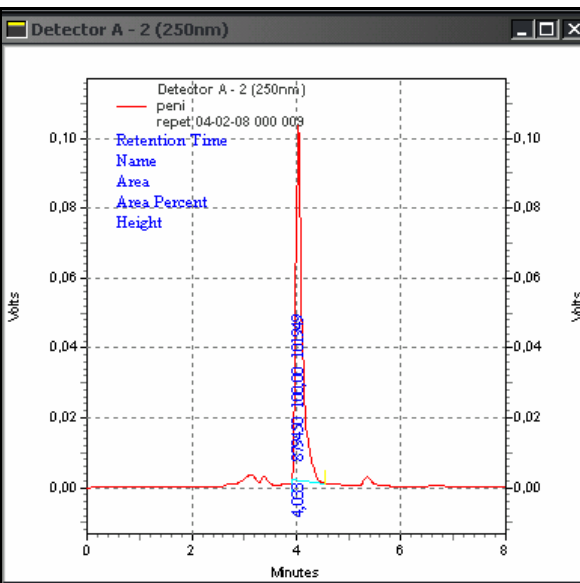 Detector A - 2 (250nm)
Detector A - 2 (250nm)
peni
repet 04-02-08 000 009
Retention Time
Name
Area
Area Percent
Height
0,10
0,08
0,06
0,04
0,02
0,00
Volts
0,10
0,08
0,06
0,04
0,02
0,00
Volts
4,033 879450 100,00 101949
0
2
4
6
8
Minutes